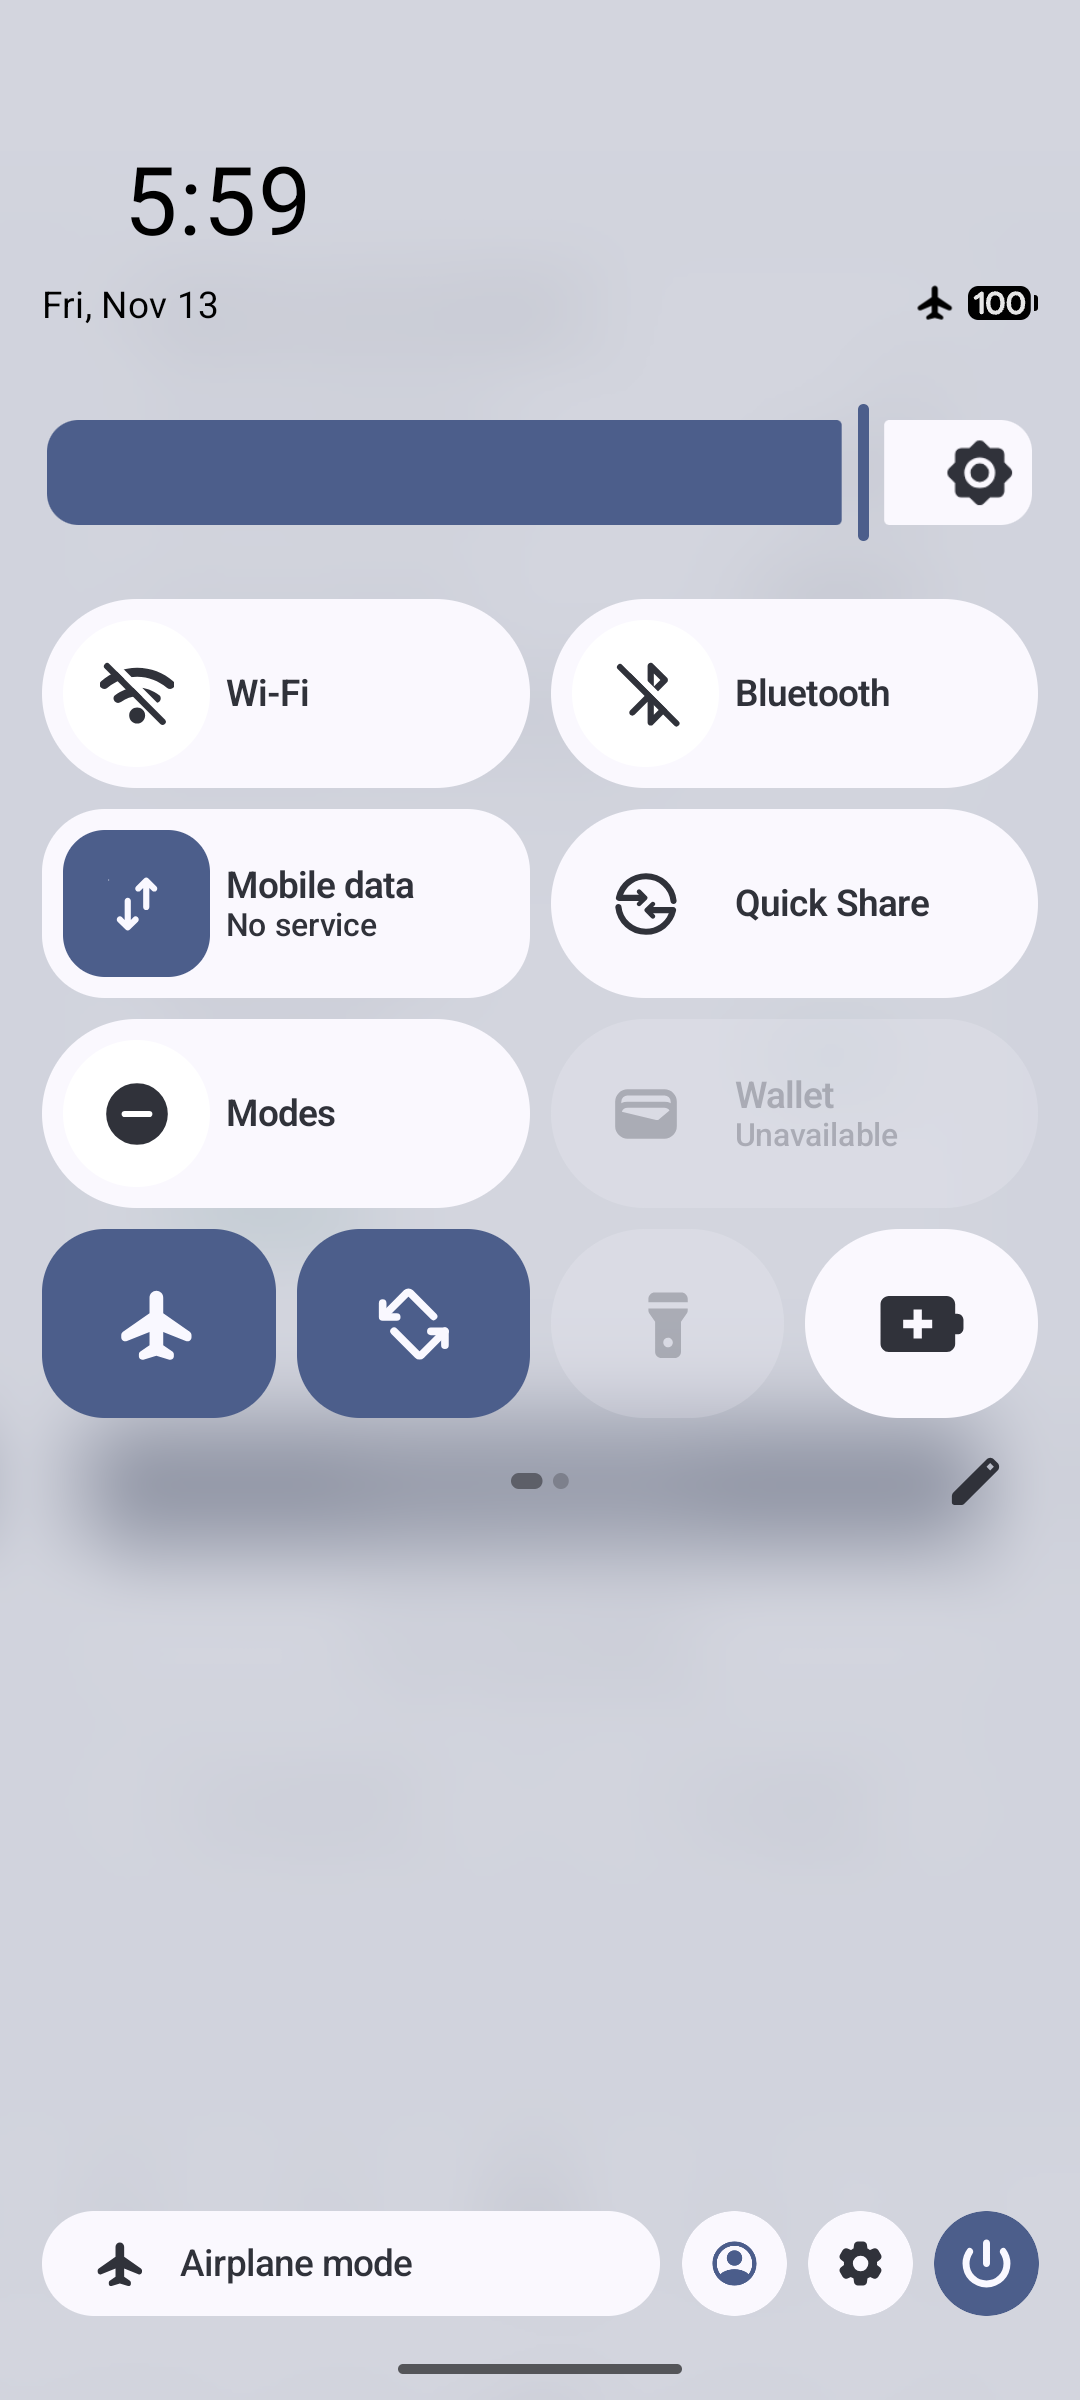 5:59
Fri, Nov 13
100
Wi-Fi
Bluetooth
Mobile data
No service
Quick Share
Modes
Wallet
Unavailable
Airplane mode